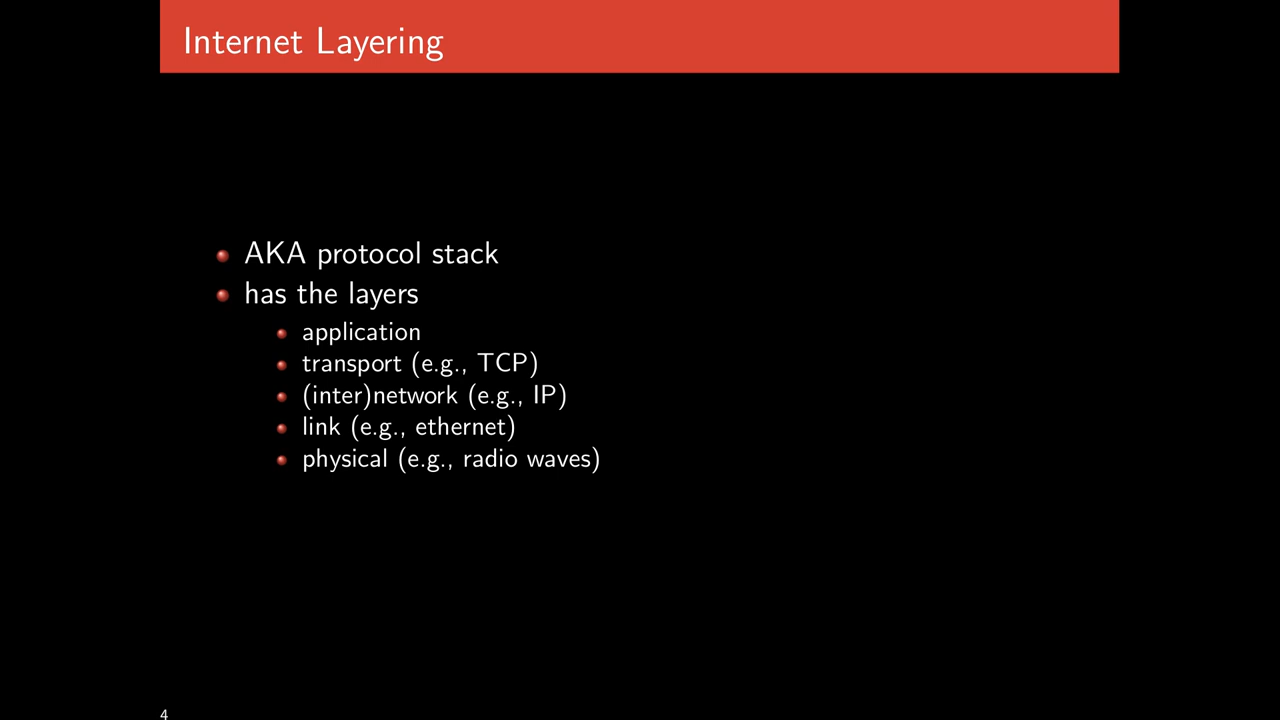 Internet Layering
AKA protocol stack
has the layers
application
transport (e.g., TCP)
(inter)network (e.g., IP)
link (e.g., ethernet)
physical (e.g., radio waves)
4